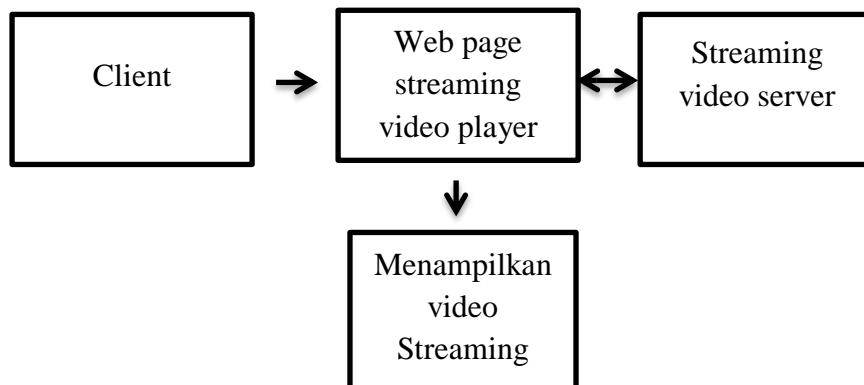 Client
Web page
streaming
video player
Streaming
video server
Menampilkan
video
Streaming